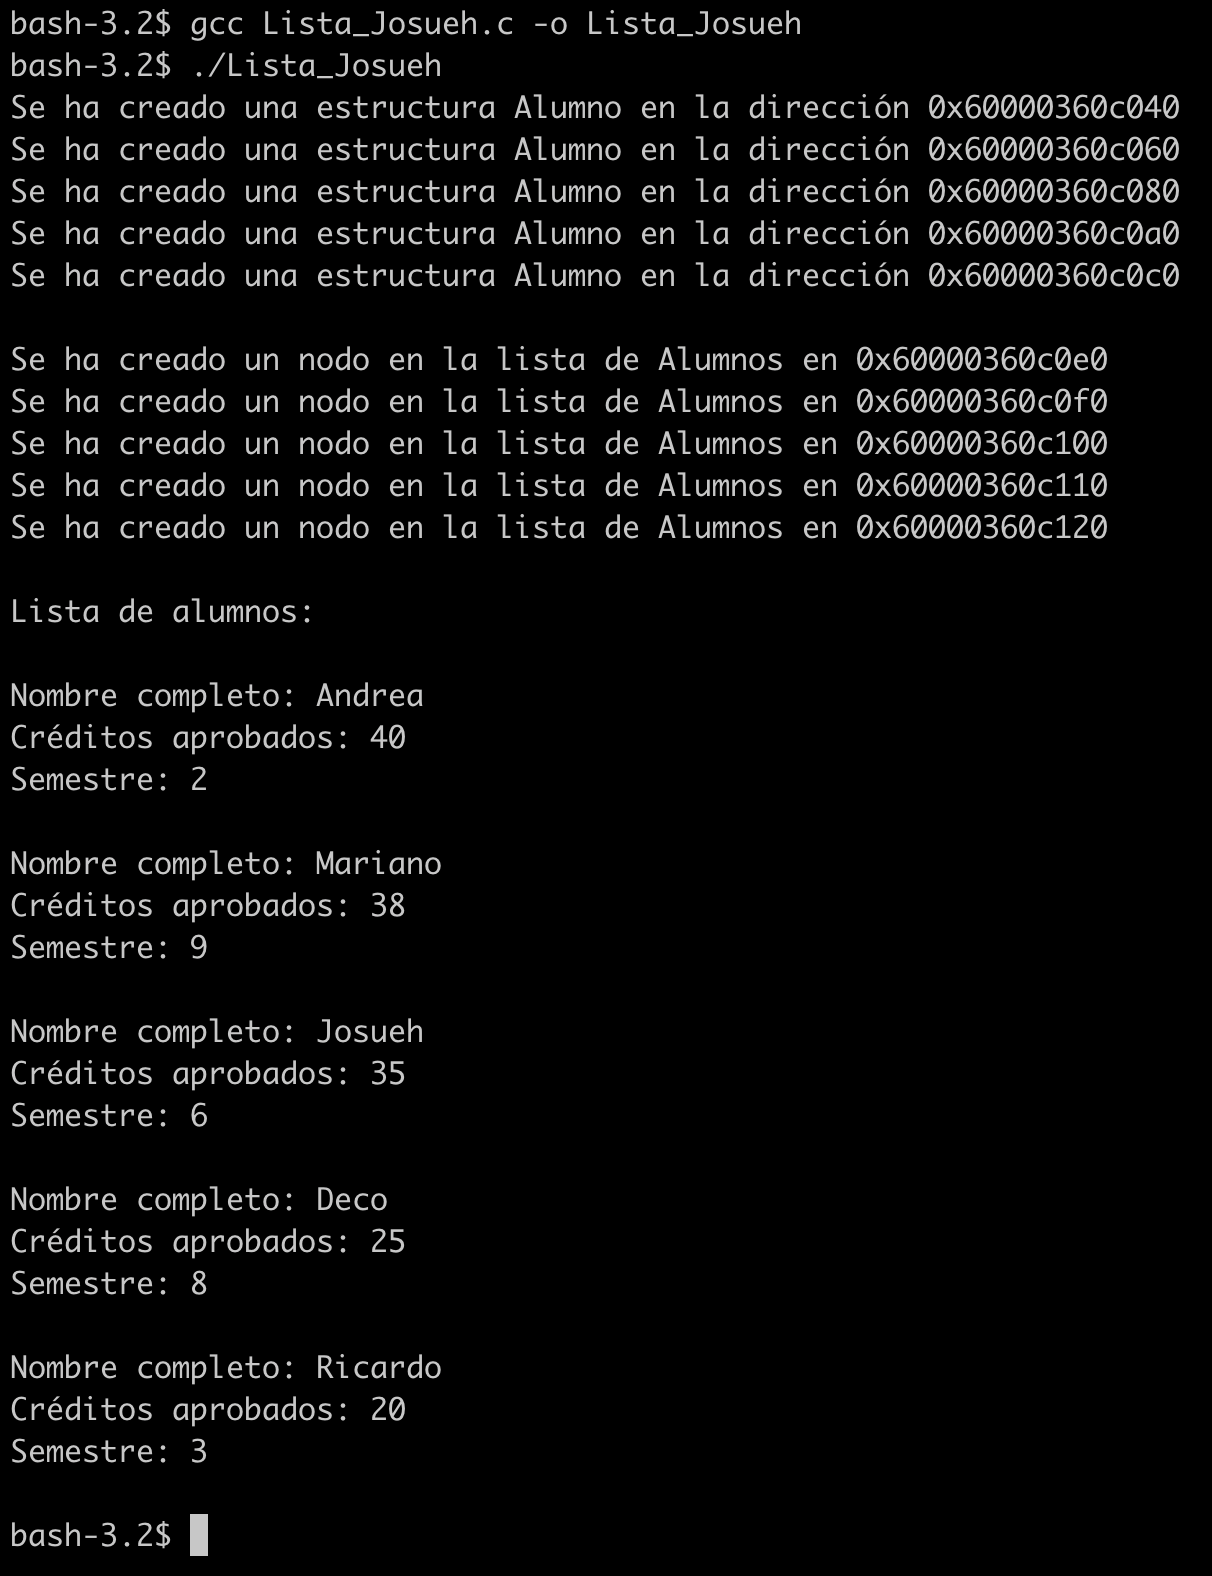 bash-3.2$ gcc Lista_Josueh.c -o Lista_Josueh
bash-3.2$ ./Lista_Josueh
Se ha creado una estructura Alumno en la dirección 0x60000360c040
Se ha creado una estructura Alumno en la dirección 0x60000360c060
Se ha creado una estructura Alumno en la dirección 0x60000360c080
Se ha creado una estructura Alumno en la dirección 0x60000360c0a0
Se ha creado una estructura Alumno en la dirección 0x60000360c0c0

Se ha creado un nodo en la lista de Alumnos en 0x60000360c0e0
Se ha creado un nodo en la lista de Alumnos en 0x60000360c0f0
Se ha creado un nodo en la lista de Alumnos en 0x60000360c100
Se ha creado un nodo en la lista de Alumnos en 0x60000360c110
Se ha creado un nodo en la lista de Alumnos en 0x60000360c120

Lista de alumnos:

Nombre completo: Andrea
Créditos aprobados: 40
Semestre: 2

Nombre completo: Mariano
Créditos aprobados: 38
Semestre: 9

Nombre completo: Josueh
Créditos aprobados: 35
Semestre: 6

Nombre completo: Deco
Créditos aprobados: 25
Semestre: 8

Nombre completo: Ricardo
Créditos aprobados: 20
Semestre: 3

bash-3.2$